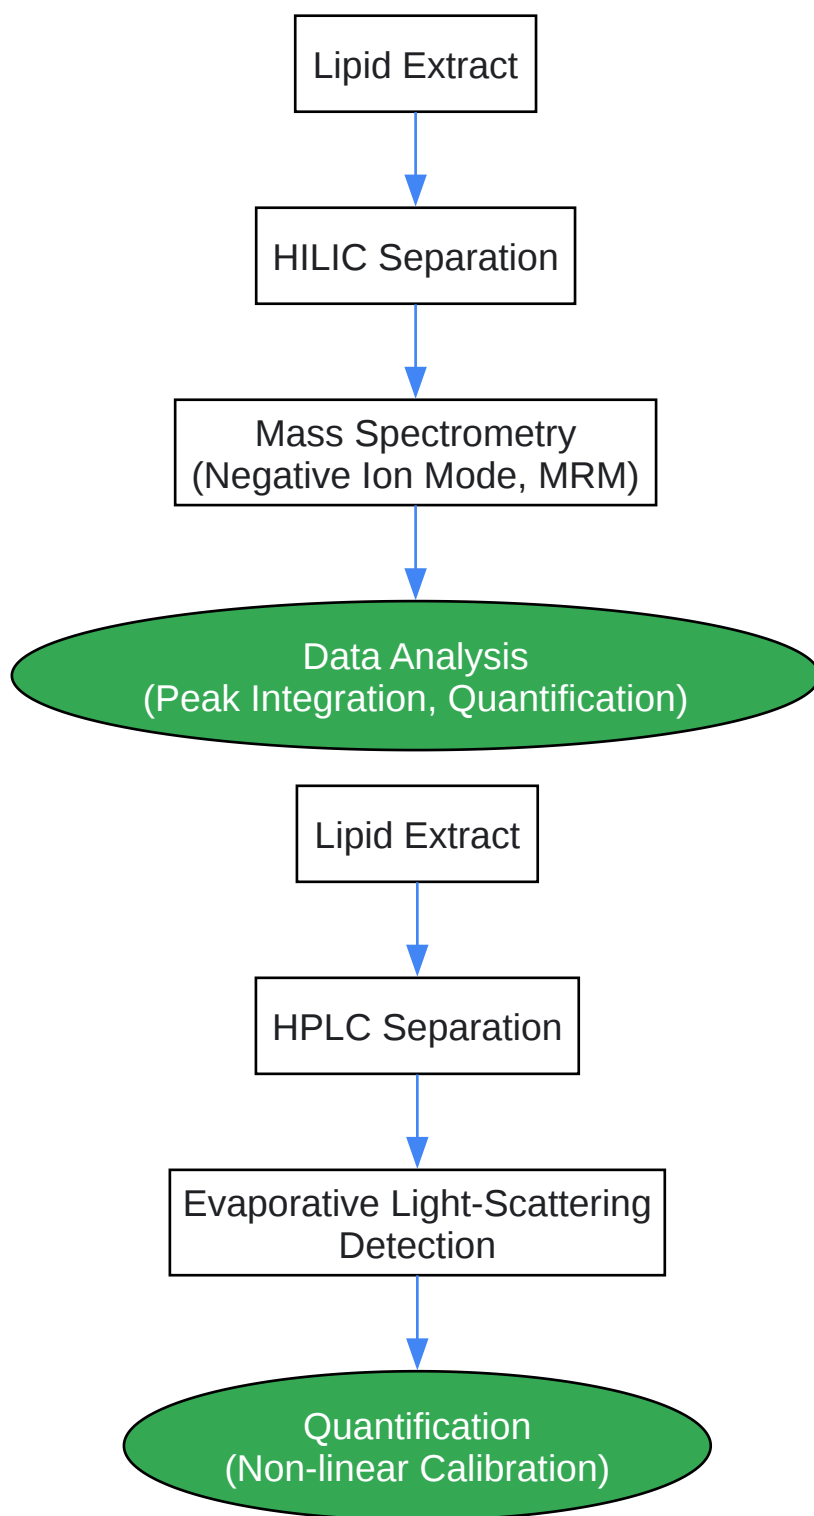 Lipid Extract
HILIC Separation
Mass Spectrometry
(Negative Ion Mode, MRM)
Data Analysis
(Peak Integration, Quantification)
Lipid Extract
HPLC Separation
Evaporative Light-Scattering
Detection
Quantification
(Non-linear Calibration)